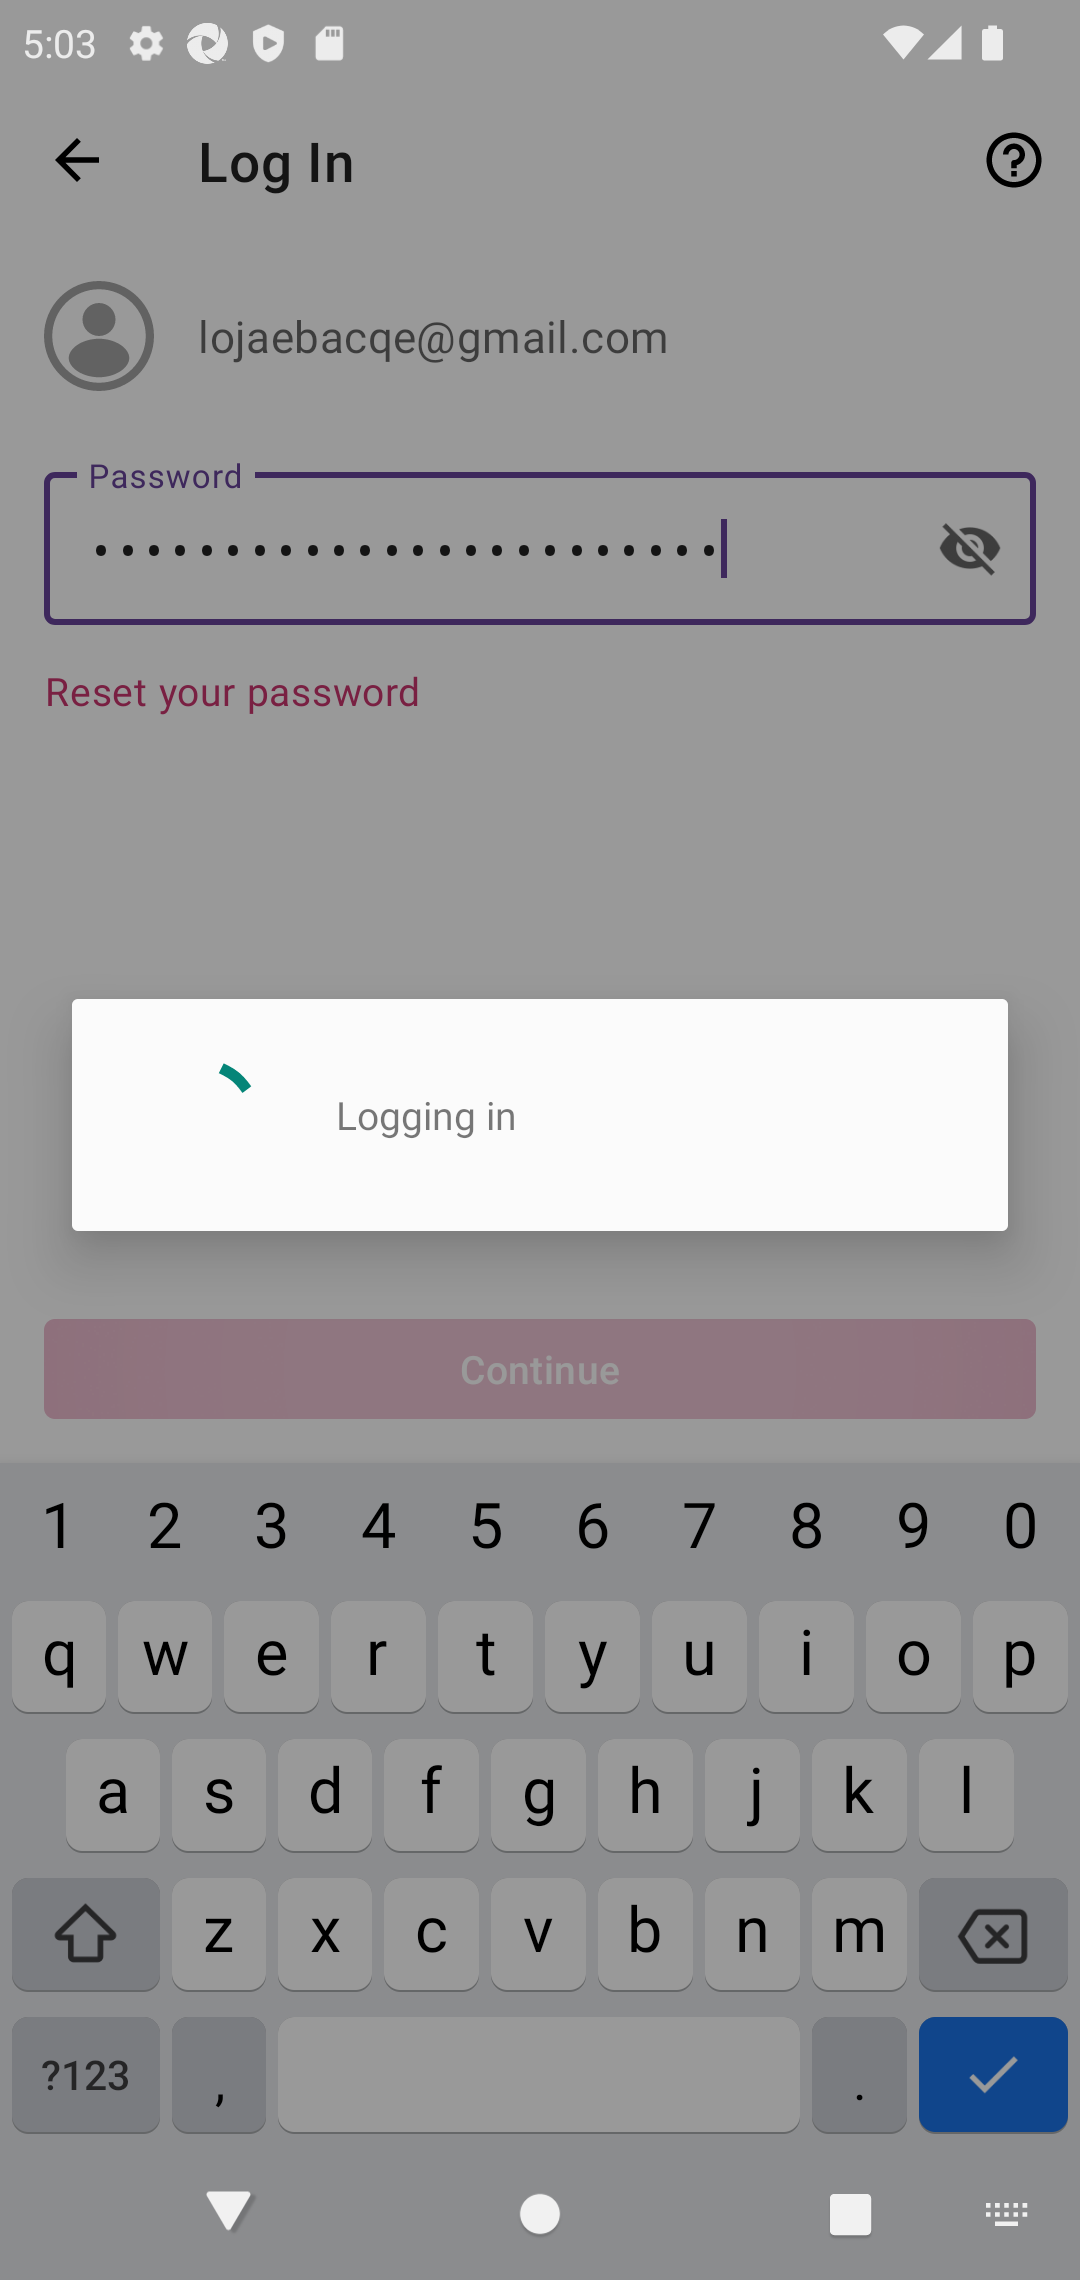 5:03
Log In
lojaebacqe@gmail.com
Password
Reset your password
Logging in
Continue
1 2 3 4 5 6 7 8 9 0
q w e r t y u i o p
a s d f g h j k l
z x c v b n m
?123 , .